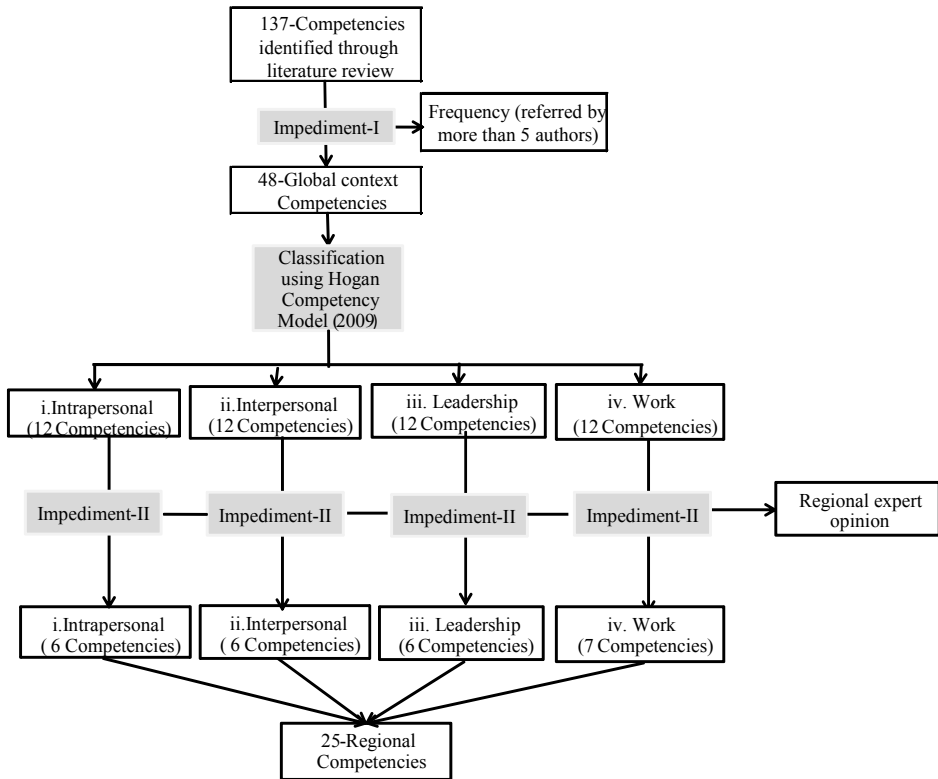 137-Competencies
identified through
literature review
Impediment-I
Frequency (referred by
more than 5 authors)
48-Global context
Competencies
Classification
using Hogan
Competency
Model (2009)
i.Intrapersonal
(12 Competencies)
ii.Interpersonal
(12 Competencies)
iii. Leadership
(12 Competencies)
iv. Work
(12 Competencies)
Impediment-II
Impediment-II
Impediment-II
Impediment-II
Regional expert
opinion
i.Intrapersonal
( 6 Competencies)
ii.Interpersonal
( 6 Competencies)
iii. Leadership
(6 Competencies)
iv. Work
(7 Competencies)
25-Regional
Competencies